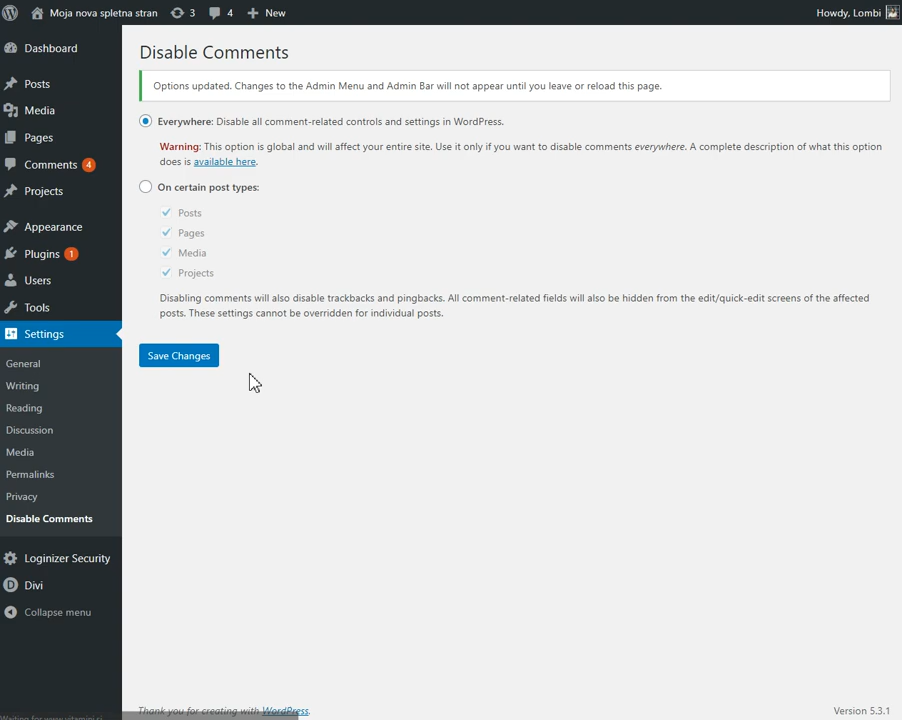 Moja nova spletna stran 3 4 New Howdy, Lombi
Dashboard
Posts
Media
Pages
Comments 4
Projects
Appearance
Plugins 1
Users
Tools
Settings
General
Writing
Reading
Discussion
Media
Permalinks
Privacy
Disable Comments
Loginizer Security
Divi
Collapse menu
Disable Comments
Options updated. Changes to the Admin Menu and Admin Bar will not appear until you leave or reload this page.
Everywhere: Disable all comment-related controls and settings in WordPress.
Warning: This option is global and will affect your entire site. Use it only if you want to disable comments everywhere. A complete description of what this option
does is available here.
On certain post types:
Posts
Pages
Media
Projects
Disabling comments will also disable trackbacks and pingbacks. All comment-related fields will also be hidden from the edit/quick-edit screens of the affected
posts. These settings cannot be overridden for individual posts.
Save Changes
Thank you for creating with WordPress.
Version 5.3.1